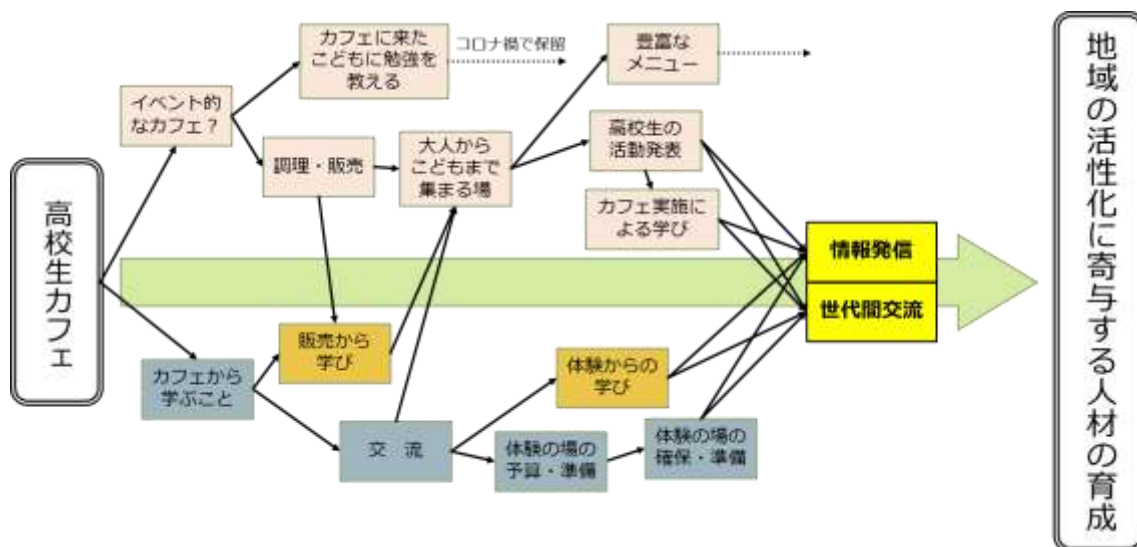 カフェに来た
こどもに勉強を
教える
コロナ禍で保留
豊富な
メニュー
イベント的
なカフェ？
調理・販売
大人から
こどもまで
集まる場
高校生の
活動発表
カフェ実施に
よる学び
高校生カフェ
情報発信
世代間交流
販売から
学び
カフェから
学ぶこと
交　流
体験からの
学び
体験の場の
予算・準備
体験の場の
確保・準備
地域の活性化に寄与する人材の育成